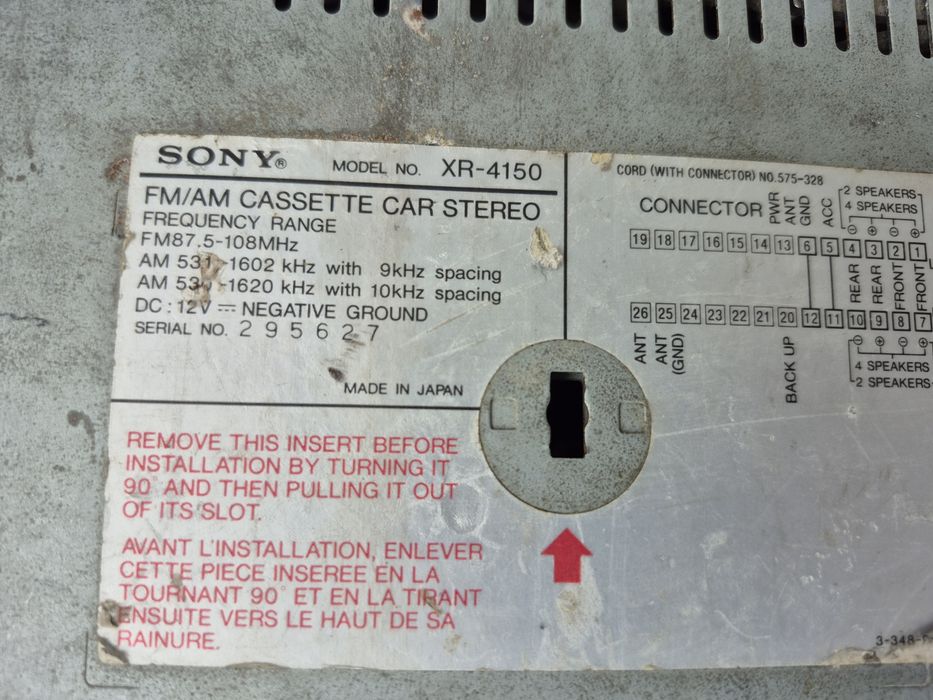 SONY® MODEL NO. XR-4150
FM/AM CASSETTE CAR STEREO
FREQUENCY RANGE
FM87.5-108MHz
AM 531-1602 kHz with 9kHz spacing
AM 530-1620 kHz with 10kHz spacing
DC : 12V ⎓ NEGATIVE GROUND
SERIAL NO. 295627
MADE IN JAPAN
REMOVE THIS INSERT BEFORE
INSTALLATION BY TURNING IT
90° AND THEN PULLING IT OUT
OF ITS SLOT.
AVANT L'INSTALLATION, ENLEVER
CETTE PIECE INSEREE EN LA
TOURNANT 90° ET EN LA TIRANT
ENSUITE VERS LE HAUT DE SA
RAINURE.
CORD (WITH CONNECTOR) NO. 575-328
CONNECTOR
PWR
ANT
GND
ACC
2 SPEAKERS
4 SPEAKERS
⊖ ⊕ ⊖ ⊕
19 18 17 16 15 14 13 6 5 4 3 2 1
REAR
REAR
FRONT
FRONT
26 25 24 23 22 21 20 12 11 10 9 8 7
ANT
ANT
(GND)
BACK UP
⊖ ⊕ ⊖ ⊕
4 SPEAKERS
2 SPEAKERS
3-348-